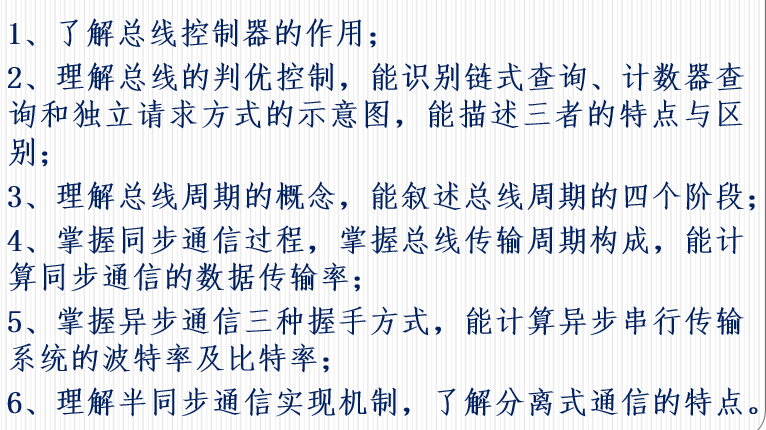 1、了解总线控制器的作用；
2、理解总线的判优控制，能识别链式查询、计数器查
询和独立请求方式的示意图，能描述三者的特点与区
别；
3、理解总线周期的概念，能叙述总线周期的四个阶段；
4、掌握同步通信过程，掌握总线传输周期构成，能计
算同步通信的数据传输率；
5、掌握异步通信三种握手方式，能计算异步串行传输
系统的波特率及比特率；
6、理解半同步通信实现机制，了解分离式通信的特点。